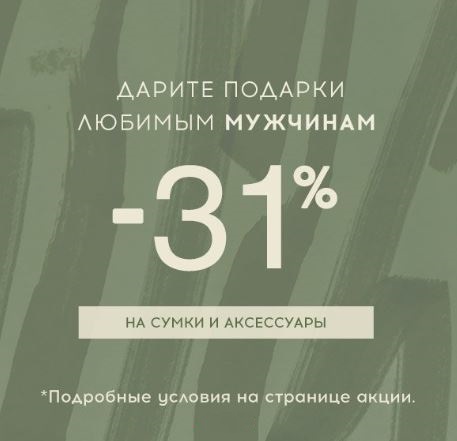 ДАРИТЕ ПОДАРКИ
ЛЮБИМЫМ МУЖЧИНАМ
-31%
НА СУМКИ И АКСЕССУАРЫ
*Подробные условия на странице акции.